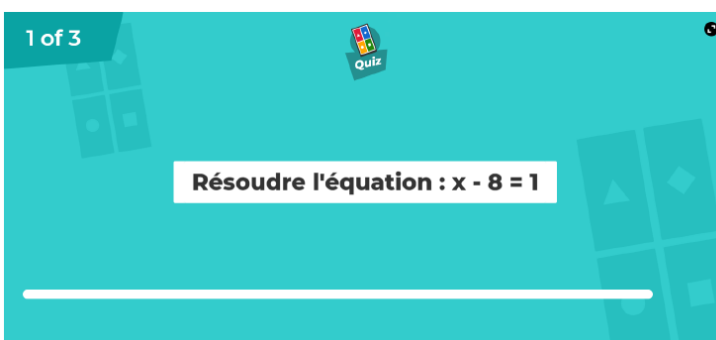 1 of 3
Quiz
Résoudre l'équation : x - 8 = 1